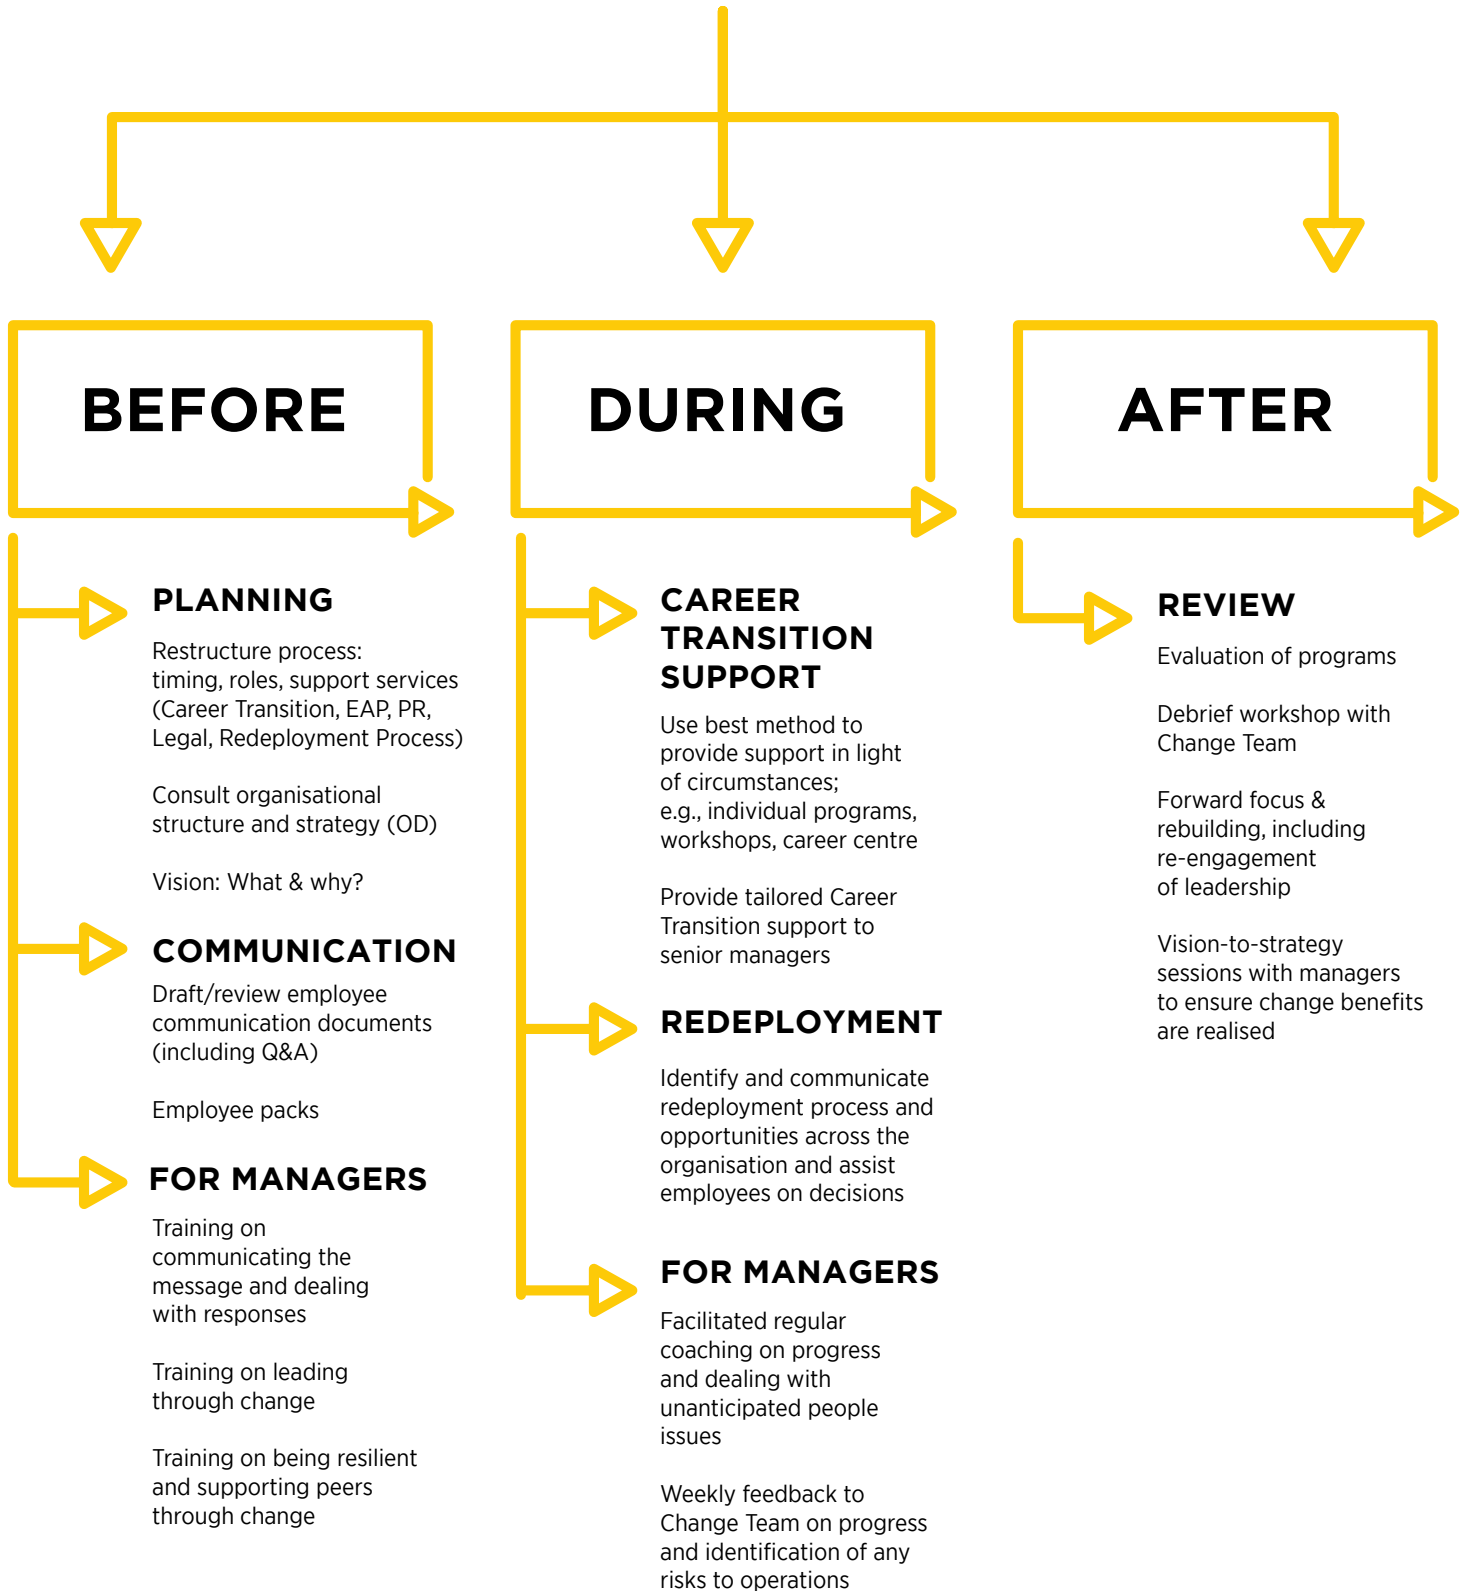 BEFORE
PLANNING
Restructure process:
timing, roles, support services
(Career Transition, EAP, PR,
Legal, Redeployment Process)
Consult organisational
structure and strategy (OD)
Vision: What & why?
COMMUNICATION
Draft/review employee
communication documents
(including Q&A)
Employee packs
FOR MANAGERS
Training on
communicating the
message and dealing
with responses
Training on leading
through change
Training on being resilient
and supporting peers
through change
DURING
CAREER
TRANSITION
SUPPORT
Use best method to
provide support in light
of circumstances;
e.g., individual programs,
workshops, career centre
Provide tailored Career
Transition support to
senior managers
REDEPLOYMENT
Identify and communicate
redeployment process and
opportunities across the
organisation and assist
employees on decisions
FOR MANAGERS
Facilitated regular
coaching on progress
and dealing with
unanticipated people
issues
Weekly feedback to
Change Team on progress
and identification of any
risks to operations
AFTER
REVIEW
Evaluation of programs
Debrief workshop with
Change Team
Forward focus &
rebuilding, including
re-engagement
of leadership
Vision-to-strategy
sessions with managers
to ensure change benefits
are realised